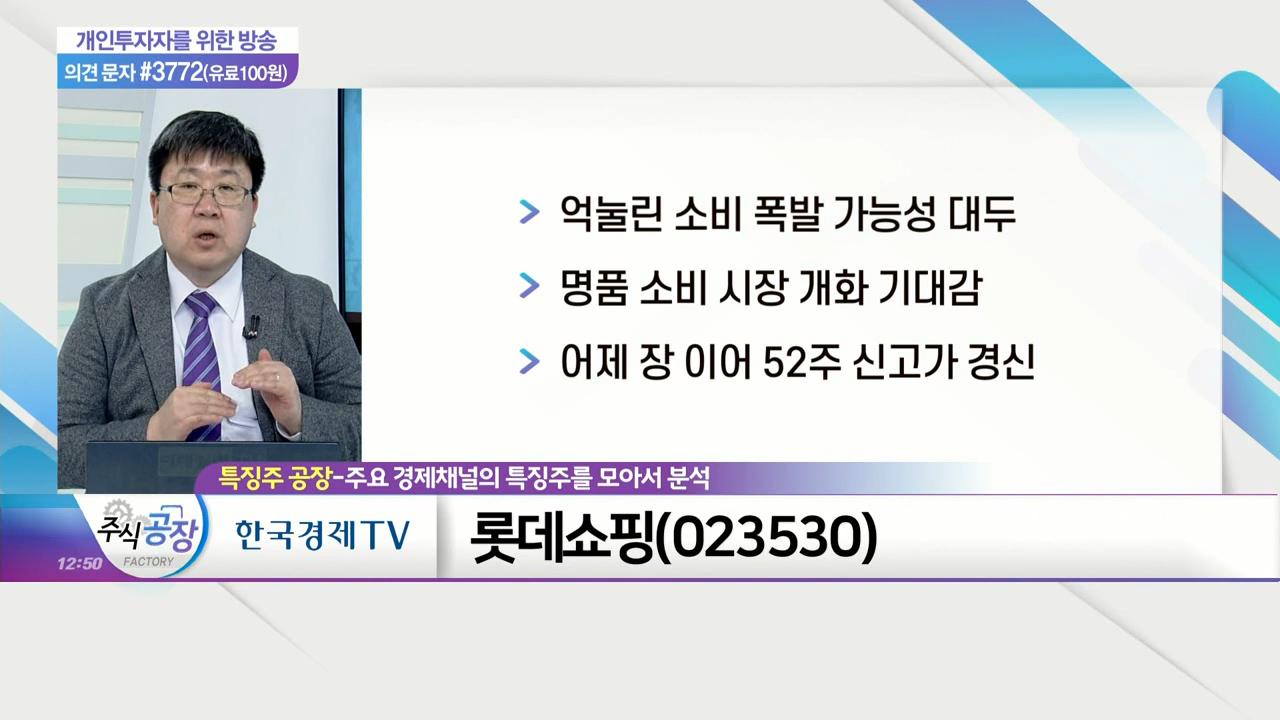 개인투자자를 위한 방송
의견 문자 #3772(유료100원)
> 억눌린 소비 폭발 가능성 대두
> 명품 소비 시장 개화 기대감
> 어제 장 이어 52주 신고가 경신
특징주 공장-주요 경제채널의 특징주를 모아서 분석
주식공장
FACTORY
12:50
한국경제TV
롯데쇼핑(023530)